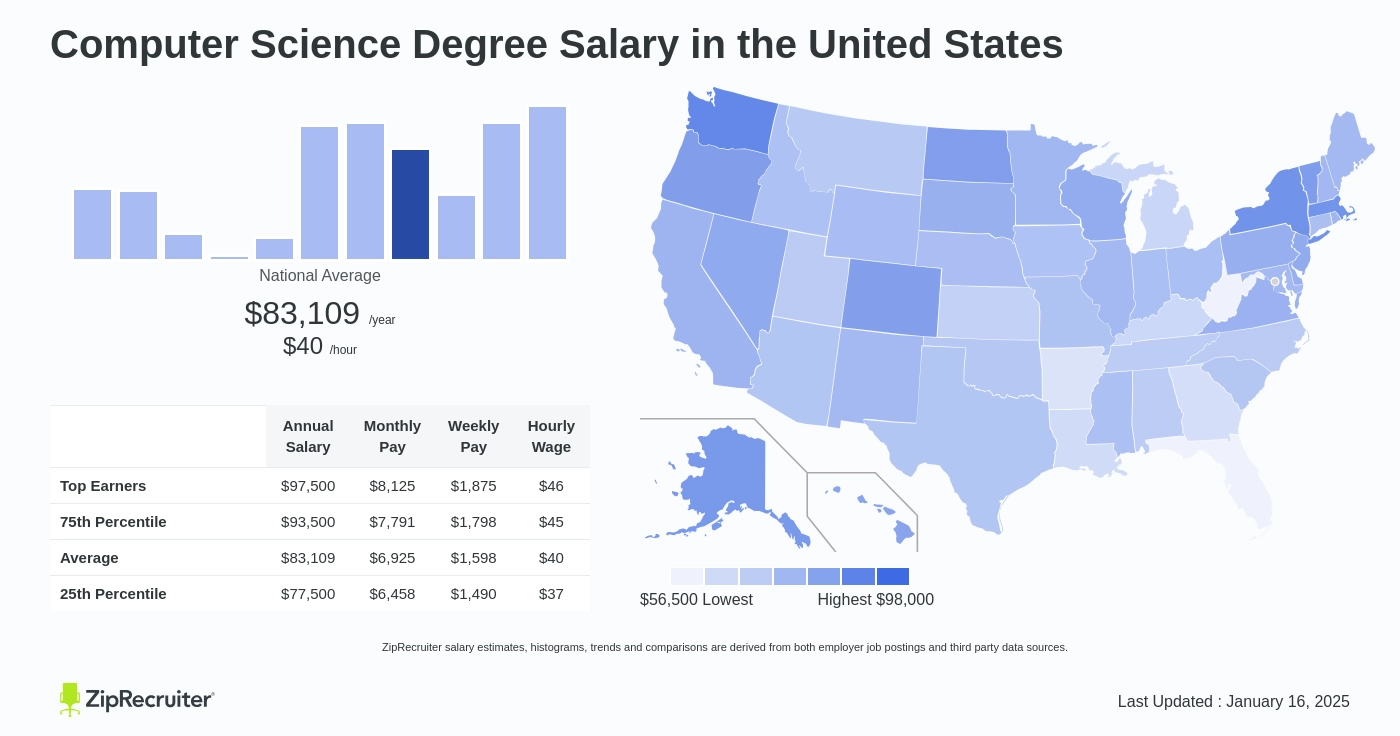 Computer Science Degree Salary in the United States
National Average
$83,109 /year
$40 /hour
Annual Salary Monthly Pay Weekly Pay Hourly Wage
Top Earners $97,500 $8,125 $1,875 $46
75th Percentile $93,500 $7,791 $1,798 $45
Average $83,109 $6,925 $1,598 $40
25th Percentile $77,500 $6,458 $1,490 $37
$56,500 Lowest Highest $98,000
ZipRecruiter salary estimates, histograms, trends and comparisons are derived from both employer job postings and third party data sources.
ZipRecruiter®
Last Updated : January 16, 2025